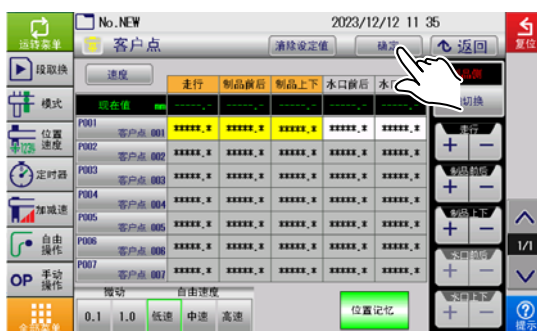 No.NEW 2023/12/12 11 35
运转菜单
客户点
清除设定值
确定
返回
复位
段取换
速度
走行
制品前后
制品上下
水口前后
切换
模式
现在值 mm -----.- -----.- -----.- -----.-
位置
速度
P001
客户点 001 *****.* *****.* *****.* *****.* *****.*
走行
+ -
P002
客户点 002 *****.* *****.* *****.* *****.* *****.*
定时器
P003
客户点 003 *****.* *****.* *****.* *****.* *****.*
制品前后
+ -
加减速
P004
客户点 004 *****.* *****.* *****.* *****.* *****.*
制品上下
+ -
自由
操作
P005
客户点 005 *****.* *****.* *****.* *****.* *****.*
P006
客户点 006 *****.* *****.* *****.* *****.* *****.*
水口前后
+ -
1/1
OP
手动
操作
P007
客户点 007 *****.* *****.* *****.* *****.* *****.*
微动
自由速度
0.1 1.0 低速 中速 高速
位置记忆
水口上下
+ -
全部菜单
提示